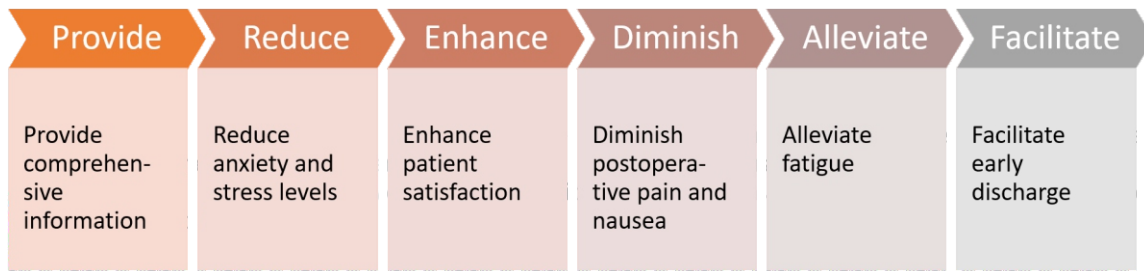 Provide
Reduce
Enhance
Diminish
Alleviate
Facilitate
Provide
comprehen-
sive
information
Reduce
anxiety and
stress levels
Enhance
patient
satisfaction
Diminish
postopera-
tive pain and
nausea
Alleviate
fatigue
Facilitate
early
discharge